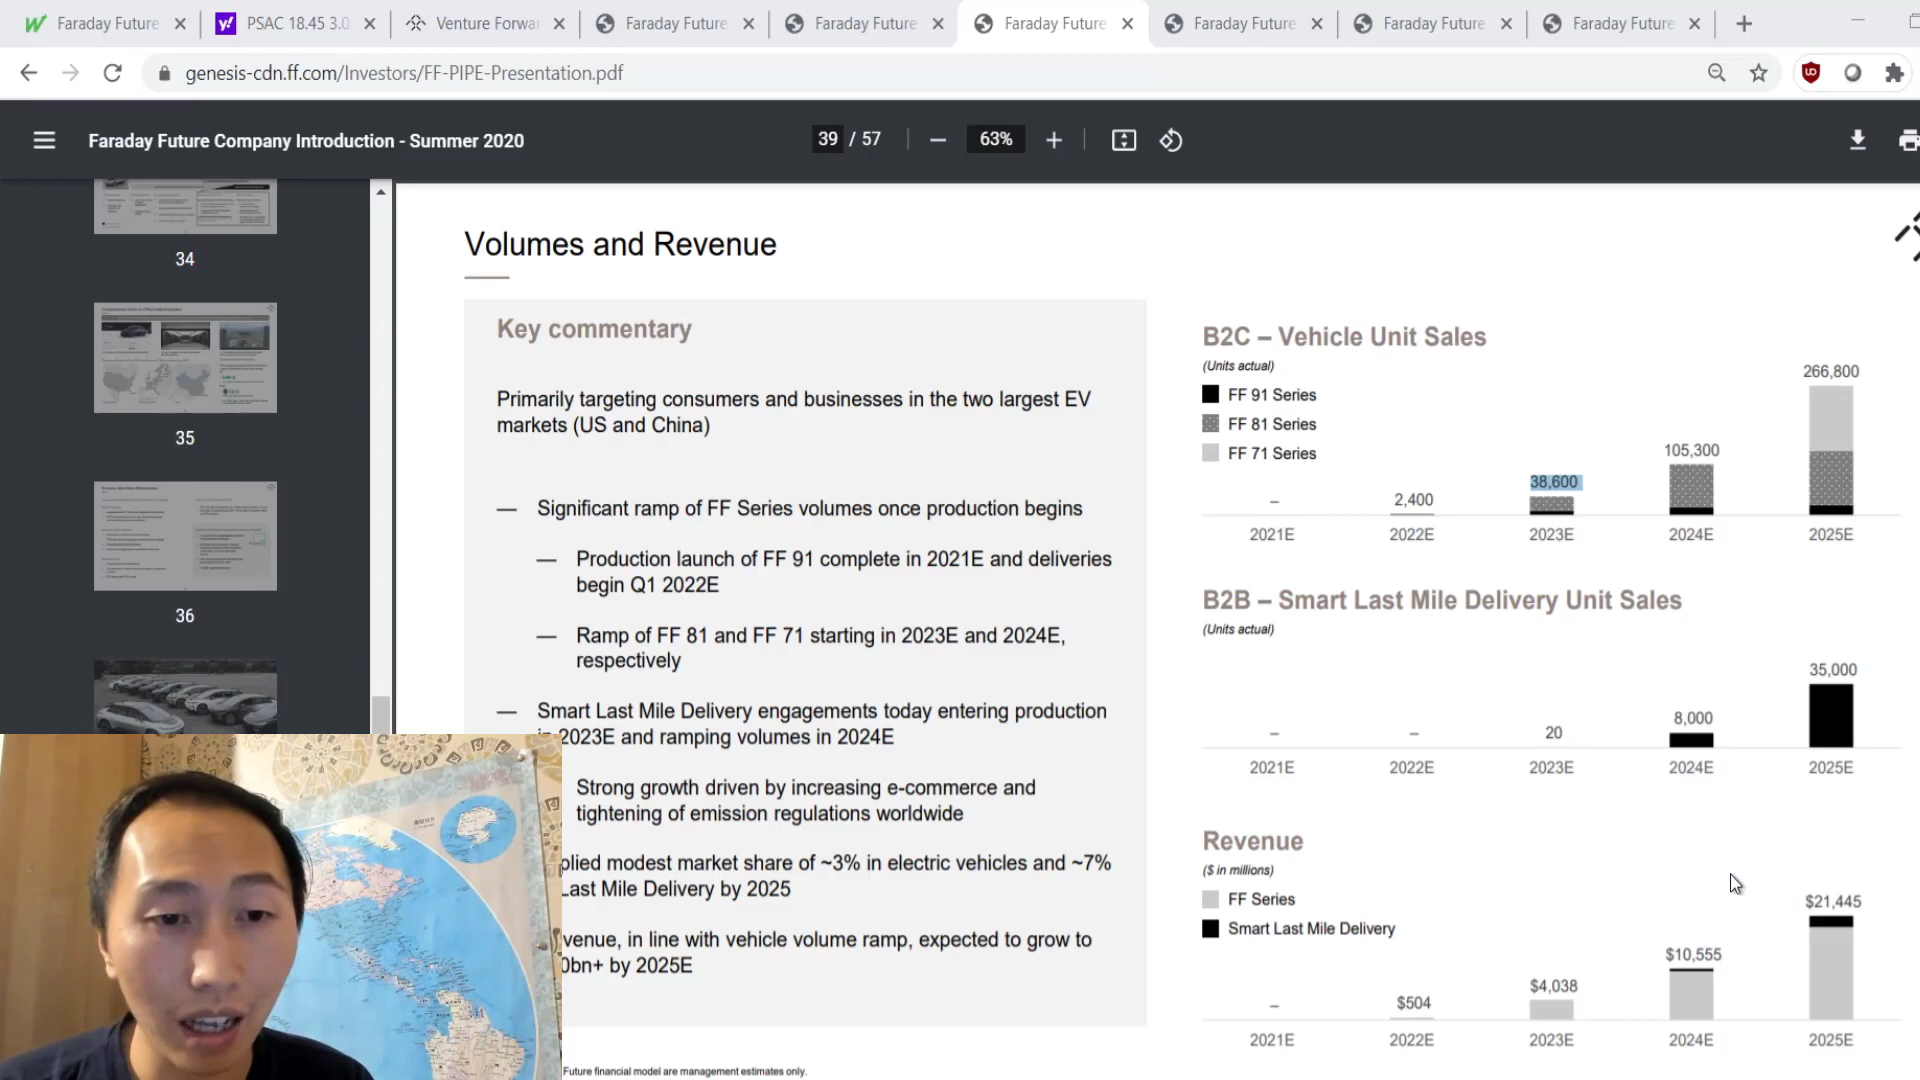 Faraday Future
PSAC 18.45 3.0
Venture Forwar
Faraday Future
Faraday Future
Faraday Future
Faraday Future
Faraday Future
Faraday Future
genesis-cdn.ff.com/Investors/FF-PIPE-Presentation.pdf
Faraday Future Company Introduction - Summer 2020
39 / 57
63%
34
35
36
Volumes and Revenue
Key commentary
Primarily targeting consumers and businesses in the two largest EV
markets (US and China)
— Significant ramp of FF Series volumes once production begins
— Production launch of FF 91 complete in 2021E and deliveries
begin Q1 2022E
— Ramp of FF 81 and FF 71 starting in 2023E and 2024E,
respectively
— Smart Last Mile Delivery engagements today entering production
2023E and ramping volumes in 2024E
Strong growth driven by increasing e-commerce and
tightening of emission regulations worldwide
plied modest market share of ~3% in electric vehicles and ~7%
Last Mile Delivery by 2025
venue, in line with vehicle volume ramp, expected to grow to
0bn+ by 2025E
Future financial model are management estimates only.
B2C – Vehicle Unit Sales
(Units actual)
FF 91 Series
FF 81 Series
FF 71 Series
– 2,400 38,600 105,300 266,800
2021E 2022E 2023E 2024E 2025E
B2B – Smart Last Mile Delivery Unit Sales
(Units actual)
– – 20 8,000 35,000
2021E 2022E 2023E 2024E 2025E
Revenue
($ in millions)
FF Series
Smart Last Mile Delivery
– $504 $4,038 $10,555 $21,445
2021E 2022E 2023E 2024E 2025E